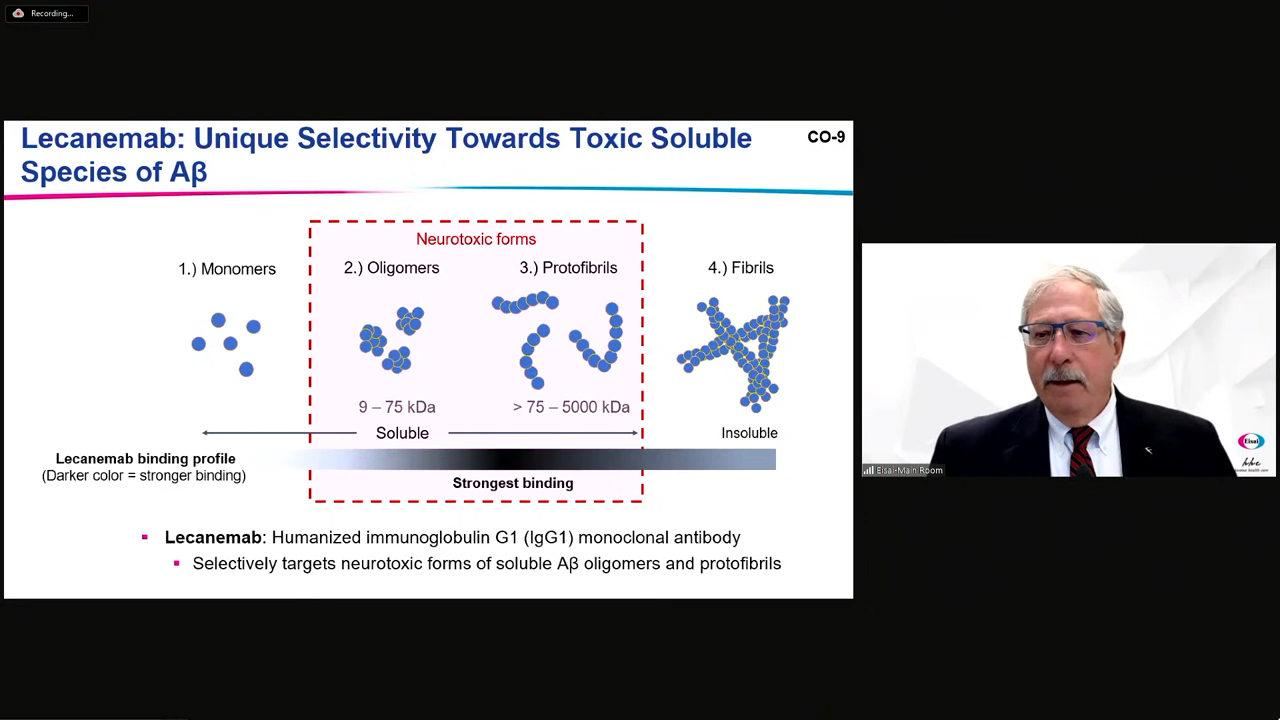 Recording...
Lecanemab: Unique Selectivity Towards Toxic Soluble
Species of Aβ
CO-9
Neurotoxic forms
1.) Monomers
2.) Oligomers
3.) Protofibrils
4.) Fibrils
9 – 75 kDa
> 75 – 5000 kDa
Soluble
Insoluble
Lecanemab binding profile
(Darker color = stronger binding)
Strongest binding
▪ Lecanemab: Humanized immunoglobulin G1 (IgG1) monoclonal antibody
▪ Selectively targets neurotoxic forms of soluble Aβ oligomers and protofibrils
Eisai
Eisai-Main Room